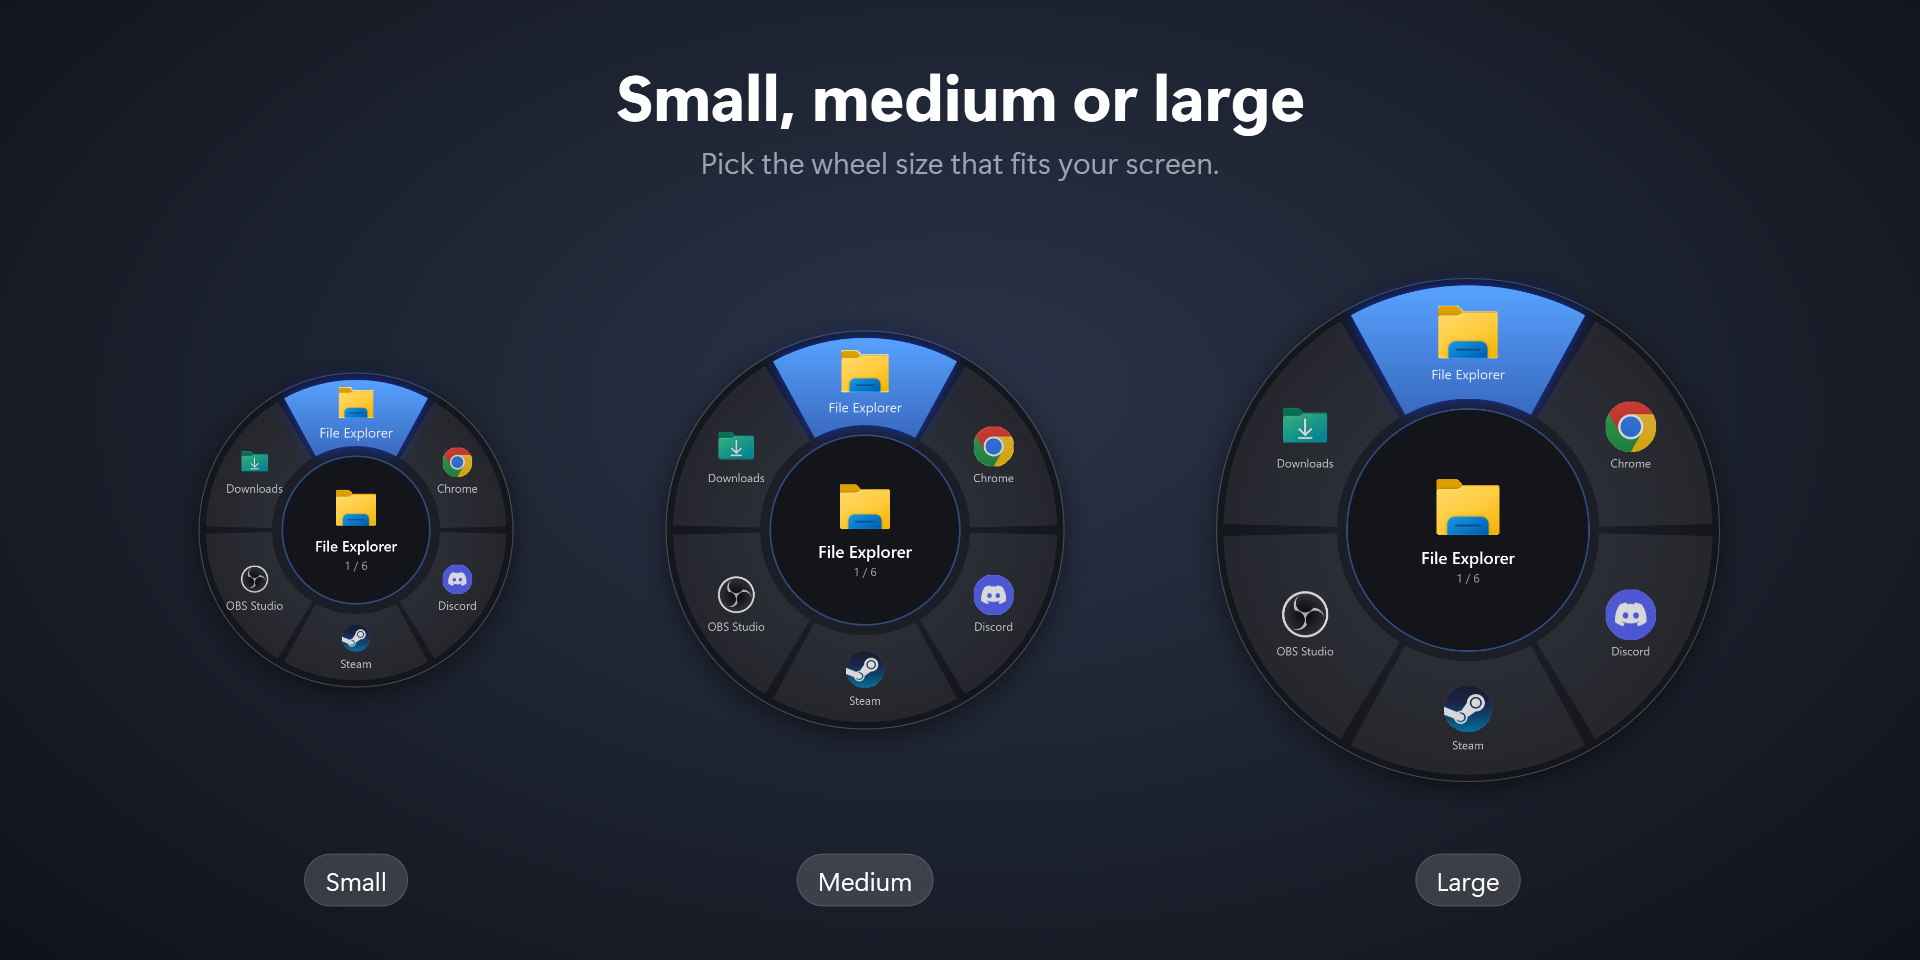 Small, medium or large
Pick the wheel size that fits your screen.
File Explorer
Downloads
Chrome
File Explorer
1 / 6
OBS Studio
Discord
Steam
Small
File Explorer
Downloads
Chrome
File Explorer
1 / 6
OBS Studio
Discord
Steam
Medium
File Explorer
Downloads
Chrome
File Explorer
1 / 6
OBS Studio
Discord
Steam
Large